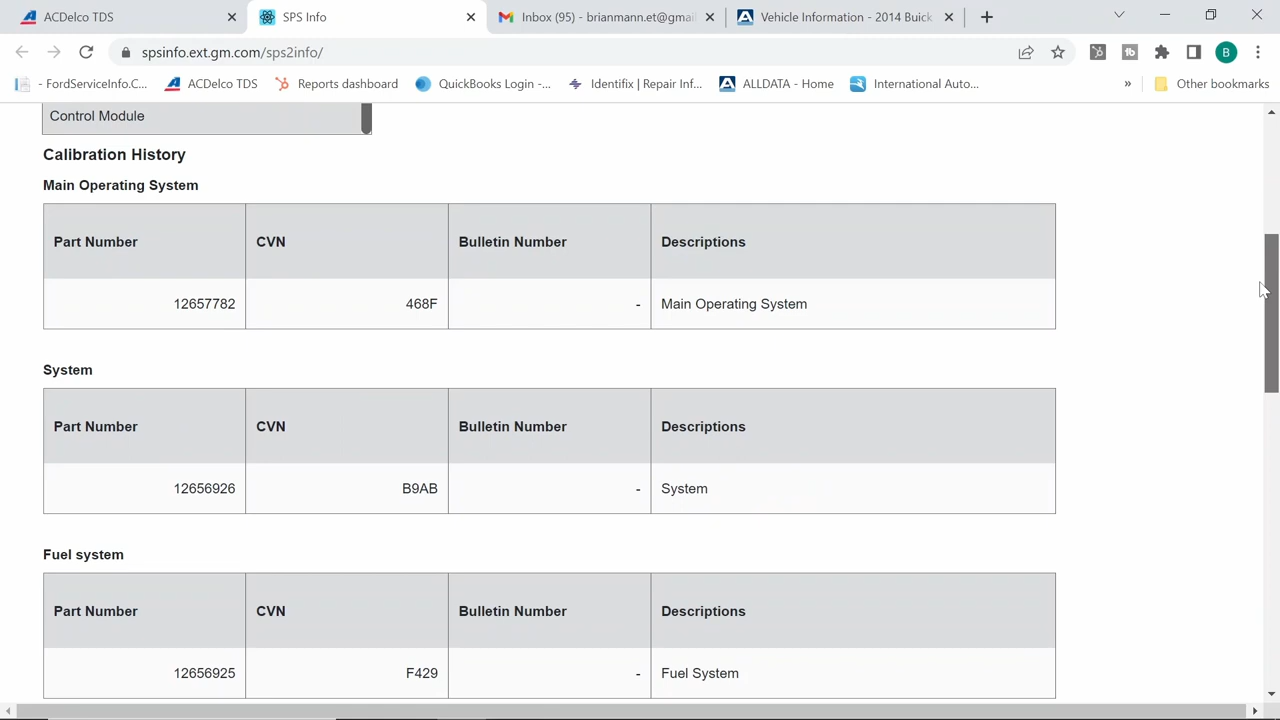 ACDelco TDS
SPS Info
Inbox (95) - brianmann.et@gmai
Vehicle Information - 2014 Buick
spsinfo.ext.gm.com/sps2info/
B
- FordServiceInfo.C...
ACDelco TDS
Reports dashboard
QuickBooks Login -...
Identifix | Repair Inf...
ALLDATA - Home
International Auto...
»
Other bookmarks
Control Module
Calibration History
Main Operating System
Part Number CVN Bulletin Number Descriptions
12657782 468F - Main Operating System
System
Part Number CVN Bulletin Number Descriptions
12656926 B9AB - System
Fuel system
Part Number CVN Bulletin Number Descriptions
12656925 F429 - Fuel System